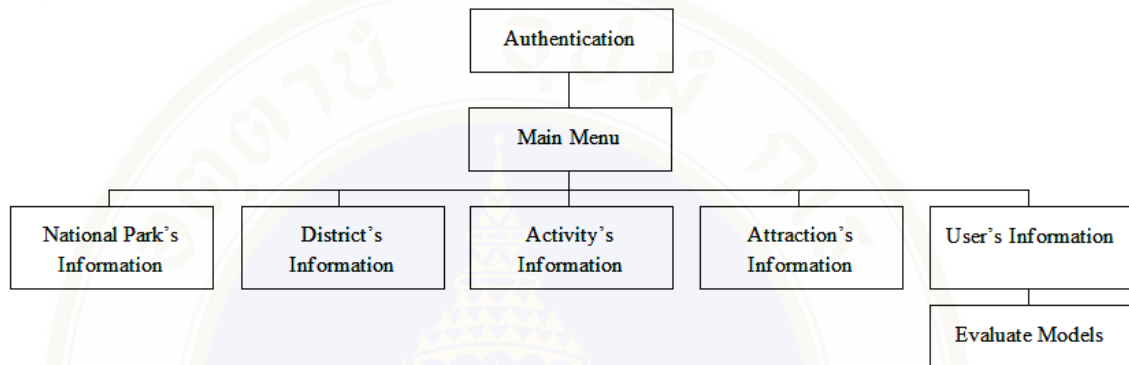 Authentication
Main Menu
National Park's
Information
District's
Information
Activity's
Information
Attraction's
Information
User's Information
Evaluate Models